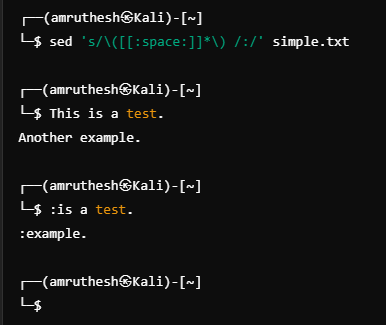 ┌──(amruthesh㉿Kali)-[~]
└─$ sed 's/\([[:space:]]*\) /:/' simple.txt
┌──(amruthesh㉿Kali)-[~]
└─$ This is a test.
Another example.
┌──(amruthesh㉿Kali)-[~]
└─$ :is a test.
:example.
┌──(amruthesh㉿Kali)-[~]
└─$